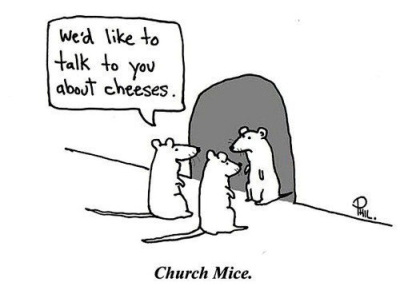 We'd like to
talk to you
about cheeses.
PHIL.
Church Mice.